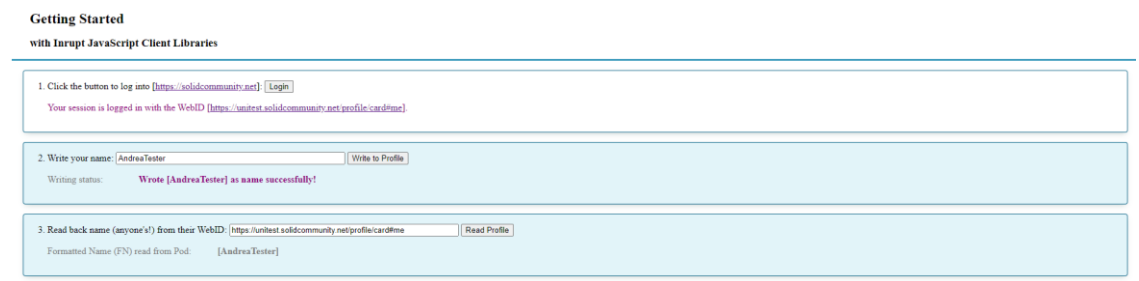 Getting Started
with Inrupt JavaScript Client Libraries
1. Click the button to log into [https://solidcommunity.net]: Login
Your session is logged in with the WebID [https://unitest.solidcommunity.net/profile/card#me].
2. Write your name: AndreaTester Write to Profile
Writing status: Wrote [AndreaTester] as name successfully!
3. Read back name (anyone's!) from their WebID: https://unitest.solidcommunity.net/profile/card#me Read Profile
Formatted Name (FN) read from Pod: [AndreaTester]